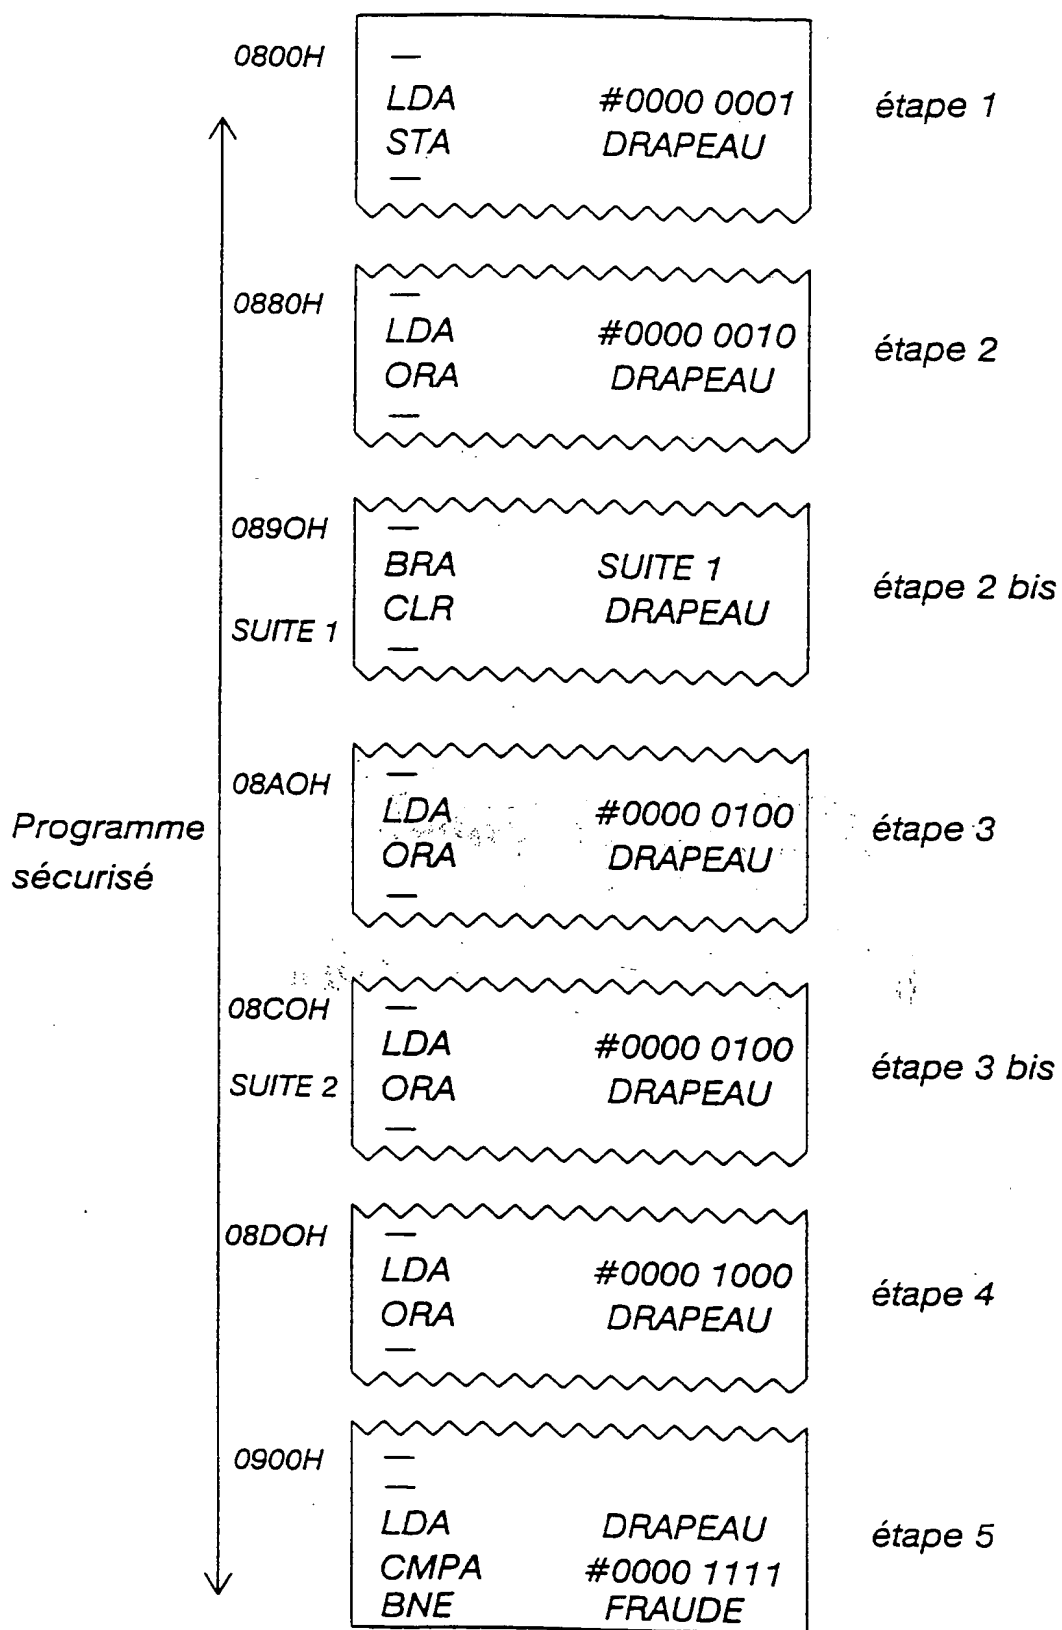 0800H
—
LDA #0000 0001 étape 1
STA DRAPEAU
—
0880H
—
LDA #0000 0010 étape 2
ORA DRAPEAU
—
089OH
—
BRA SUITE 1 étape 2 bis
CLR DRAPEAU
SUITE 1
—
08AOH
—
LDA #0000 0100 étape 3
Programme
ORA DRAPEAU
sécurisé
—
08COH
—
LDA #0000 0100 étape 3 bis
SUITE 2 ORA DRAPEAU
—
08DOH
—
LDA #0000 1000 étape 4
ORA DRAPEAU
—
0900H
—
—
LDA DRAPEAU étape 5
CMPA #0000 1111
BNE FRAUDE